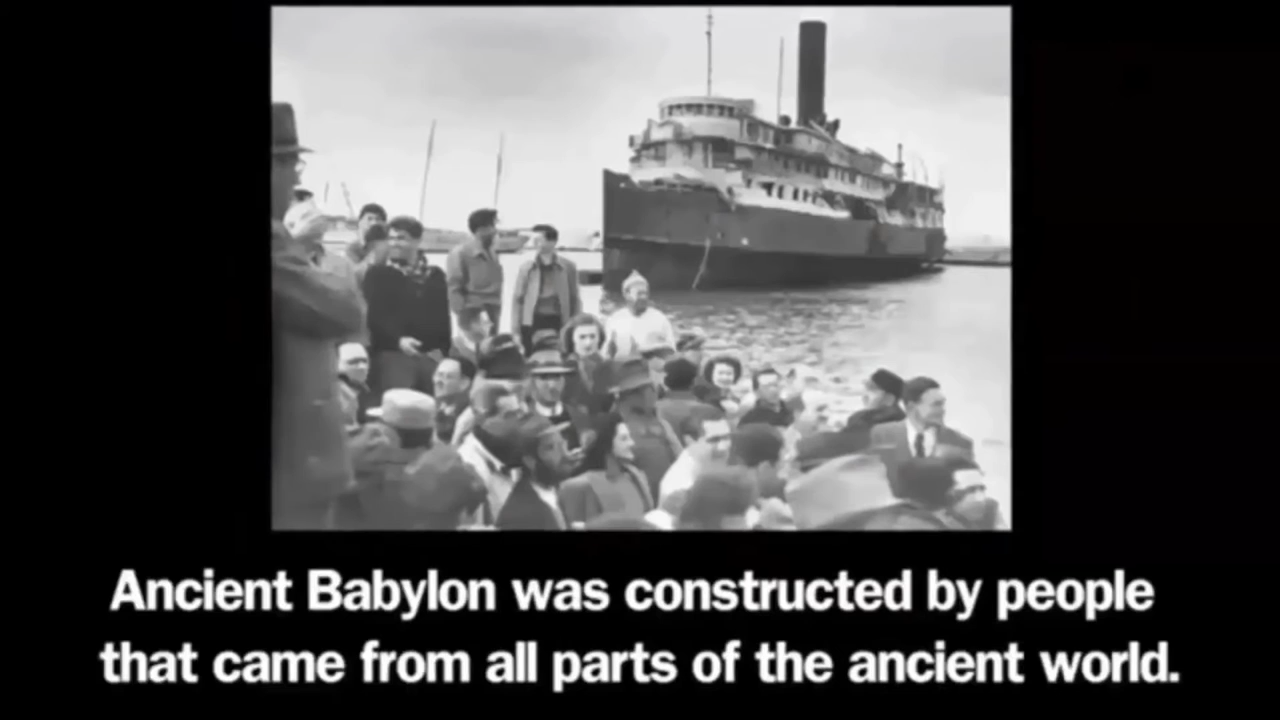 Ancient Babylon was constructed by people
that came from all parts of the ancient world.